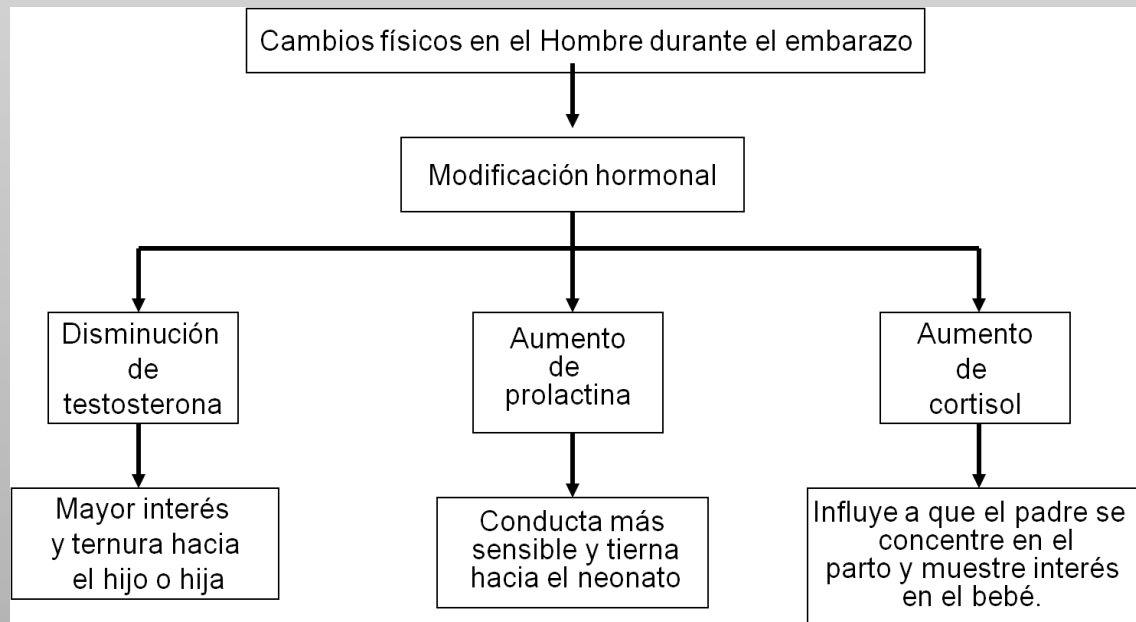 Cambios físicos en el Hombre durante el embarazo
Modificación hormonal
Disminución
de
testosterona
Aumento
de
prolactina
Aumento
de
cortisol
Mayor interés
y ternura hacia
el hijo o hija
Conducta más
sensible y tierna
hacia el neonato
Influye a que el padre se
concentre en el
parto y muestre interés
en el bebé.